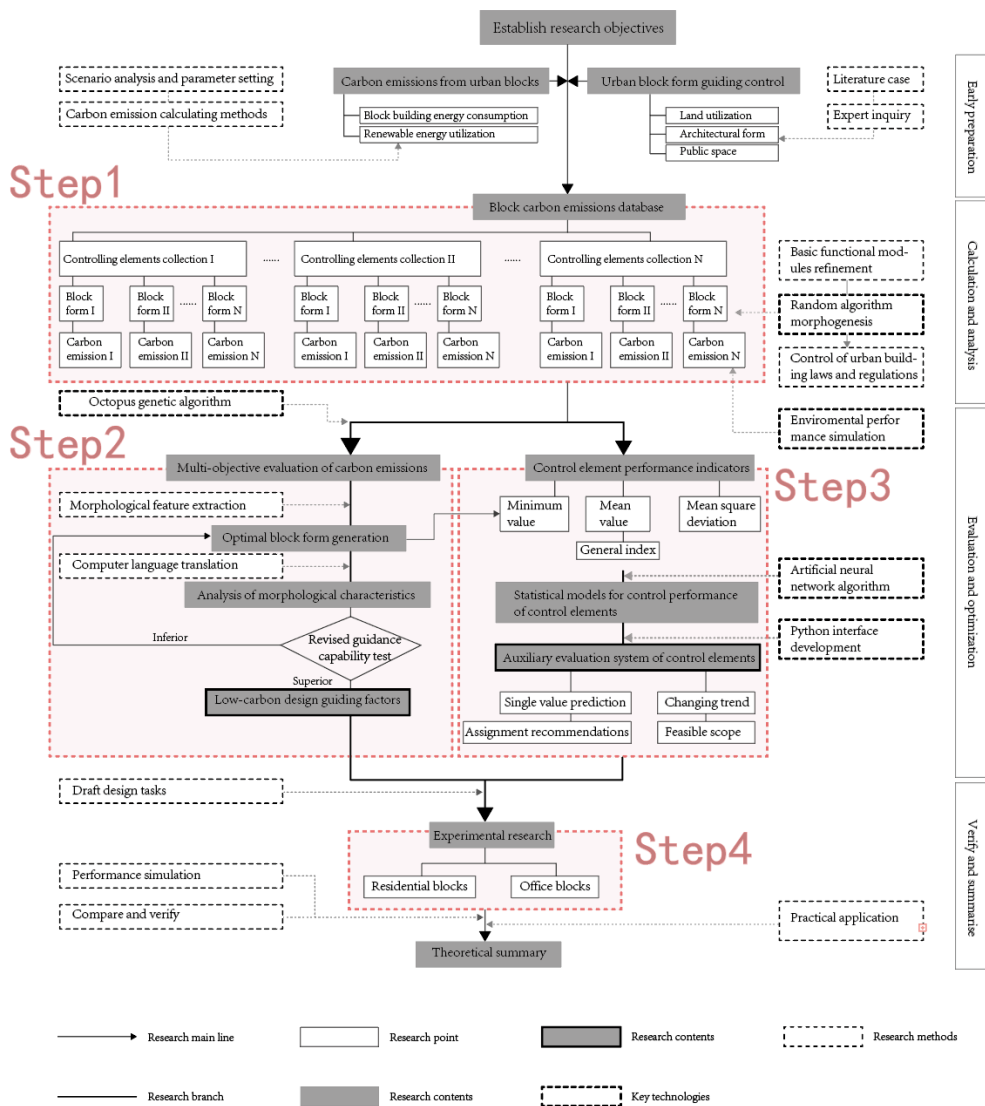 Establish research objectives
Scenario analysis and parameter setting
Carbon emissions from urban blocks
Urban block form guiding control
Literature case
Carbon emission calculating methods
Block building energy consumption
Land utilization
Expert inquiry
Renewable energy utilization
Architectural form
Public space
Early preparation
Step1
Block carbon emissions database
Controlling elements collection I
......
Controlling elements collection II
......
Controlling elements collection N
Basic functional mod-
ules refinement
Block
form I
Block
form II
......
Block
form N
Block
form I
Block
form II
......
Block
form N
Block
form I
Block
form II
......
Block
form N
Random algorithm
morphogenesis
Carbon
emission I
Carbon
emission II
Carbon
emission N
Carbon
emission I
Carbon
emission II
Carbon
emission N
Carbon
emission I
Carbon
emission II
Carbon
emission N
Control of urban buil-
ding laws and regulations
Calculation and analysis
Octopus genetic algorithm
Enviromental perfor
mance simulation
Step2
Multi-objective evaluation of carbon emissions
Control element performance indicators
Step3
Morphological feature extraction
Minimum
value
Mean
value
Mean square
deviation
Optimal block form generation
General index
Computer language translation
Artificial neural
network algorithm
Analysis of morphological characteristics
Statistical models for control performance
of control elements
Inferior
Revised guidance
capability test
Python interface
development
Auxiliary evaluation system of control elements
Superior
Low-carbon design guiding factors
Single value prediction
Changing trend
Assignment recommendations
Feasible scope
Evaluation and optimization
Draft design tasks
Experimental research
Step4
Performance simulation
Residential blocks
Office blocks
Compare and verify
Practical application
Theoretical summary
Verify and summarise
Research main line
Research point
Research contents
Research methods
Research branch
Research contents
Key technologies